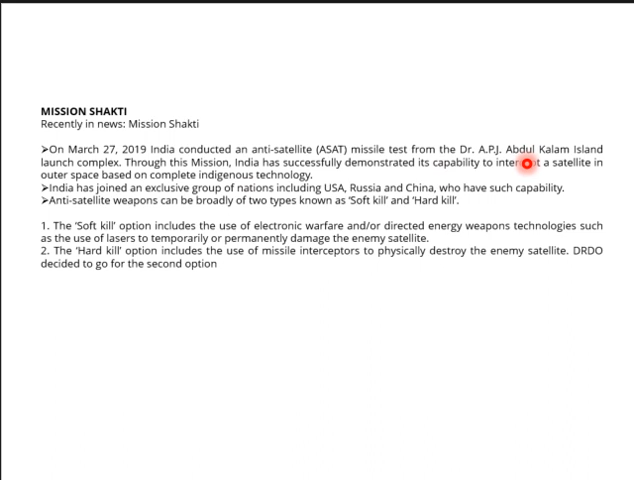 MISSION SHAKTI
Recently in news: Mission Shakti
➢On March 27, 2019 India conducted an anti-satellite (ASAT) missile test from the Dr. A.P.J. Abdul Kalam Island
launch complex. Through this Mission, India has successfully demonstrated its capability to a satellite in
outer space based on complete indigenous technology.
➢India has joined an exclusive group of nations including USA, Russia and China, who have such capability.
➢Anti-satellite weapons can be broadly of two types known as ‘Soft kill’ and ‘Hard kill’.
1. The ‘Soft kill’ option includes the use of electronic warfare and/or directed energy weapons technologies such
as the use of lasers to temporarily or permanently damage the enemy satellite.
2. The ‘Hard kill’ option includes the use of missile interceptors to physically destroy the enemy satellite. DRDO
decided to go for the second option